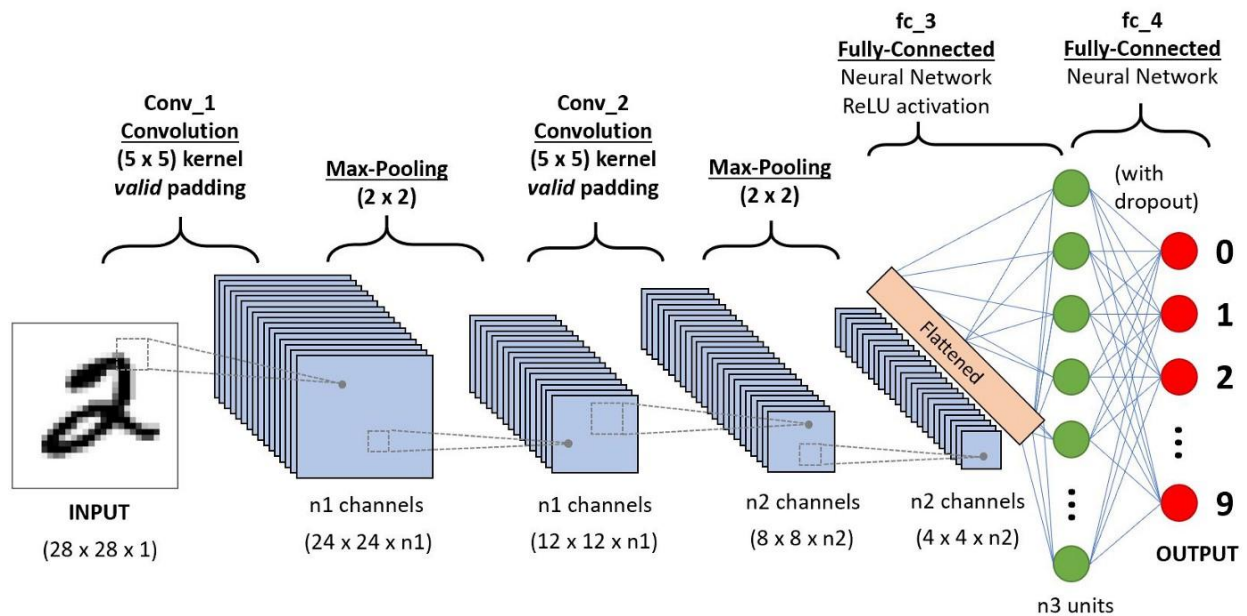 fc_3
Fully-Connected
Neural Network
ReLU activation
fc_4
Fully-Connected
Neural Network
Conv_1
Convolution
(5 x 5) kernel
valid padding
Max-Pooling
(2 x 2)
Conv_2
Convolution
(5 x 5) kernel
valid padding
Max-Pooling
(2 x 2)
(with
dropout)
Flattened
0
1
2
9
INPUT
(28 x 28 x 1)
n1 channels
(24 x 24 x n1)
n1 channels
(12 x 12 x n1)
n2 channels
(8 x 8 x n2)
n2 channels
(4 x 4 x n2)
OUTPUT
n3 units
2